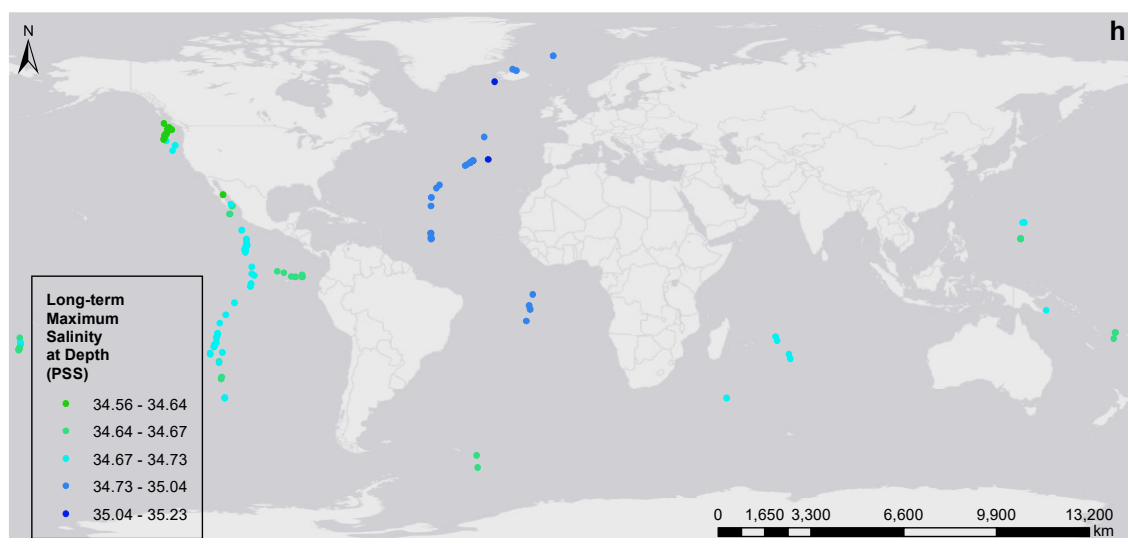 h
N
Long-term
Maximum
Salinity
at Depth
(PSS)
34.56 - 34.64
34.64 - 34.67
34.67 - 34.73
34.73 - 35.04
35.04 - 35.23
0 1,650 3,300 6,600 9,900 13,200
km